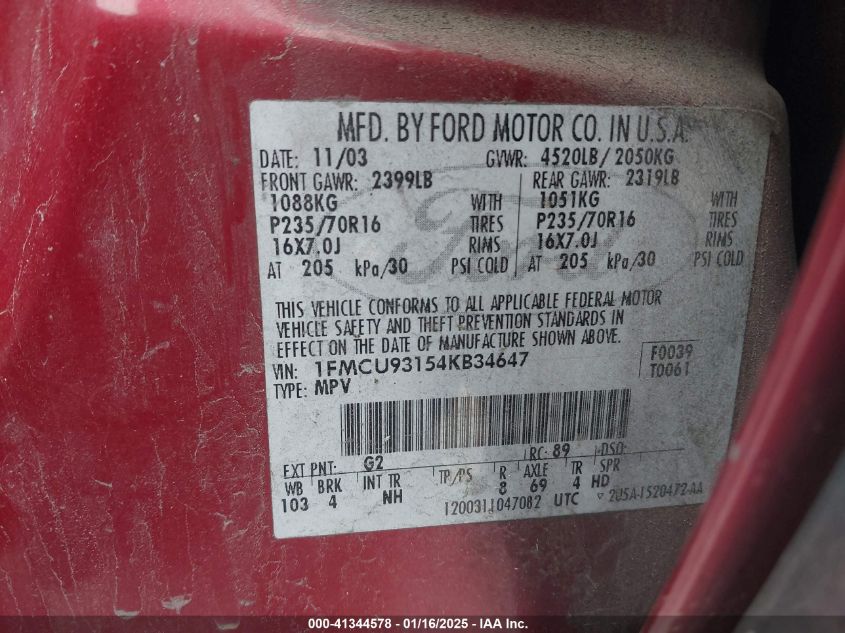 MFD. BY FORD MOTOR CO. IN U.S.A.
DATE: 11/03 GVWR: 4520LB/ 2050KG
FRONT GAWR: 2399LB REAR GAWR: 2319LB
1088KG WITH 1051KG WITH
P235/70R16 TIRES P235/70R16 TIRES
16X7.0J RIMS 16X7.0J RIMS
AT 205 kPa/30 PSI COLD AT 205 kPa/30 PSI COLD
THIS VEHICLE CONFORMS TO ALL APPLICABLE FEDERAL MOTOR
VEHICLE SAFETY AND THEFT PREVENTION STANDARDS IN
EFFECT ON THE DATE OF MANUFACTURE SHOWN ABOVE.
VIN: 1FMCU93154KB34647 F0039
TYPE: MPV T0061
EXT PNT: G2 RC: 89 DSO:
WB BRK INT TR TP/PS R AXLE TR SPR
103 4 NH 8 69 4 HD
1200311047082 UTC 2U5A-1520472-AA
Ford
000-41344578 - 01/16/2025 - IAA Inc.